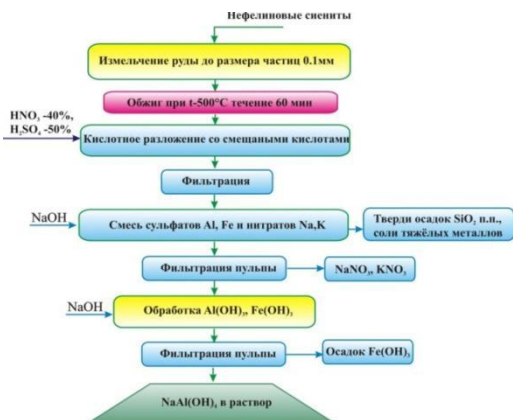 Нефелиновые сиениты
Измельчение руды до размера частиц 0.1мм
Обжиг при t-500°С течение 60 мин
HNO₃ -40%,
H₂SO₄ -50%
Кислотное разложение со смещаными кислотами
Фильтрация
NaOH
Смесь сульфатов Al, Fe и нитратов Na,K
Тверди осадок SiO₂ п.п.,
соли тяжёлых металлов
Фильтрация пульпы
NaNO₃, KNO₃
NaOH
Обработка Al(OH)₃, Fe(OH)₃
Фильтрация пульпы
Осадок Fe(OH)₃
NaAl(OH)₄ в раствор